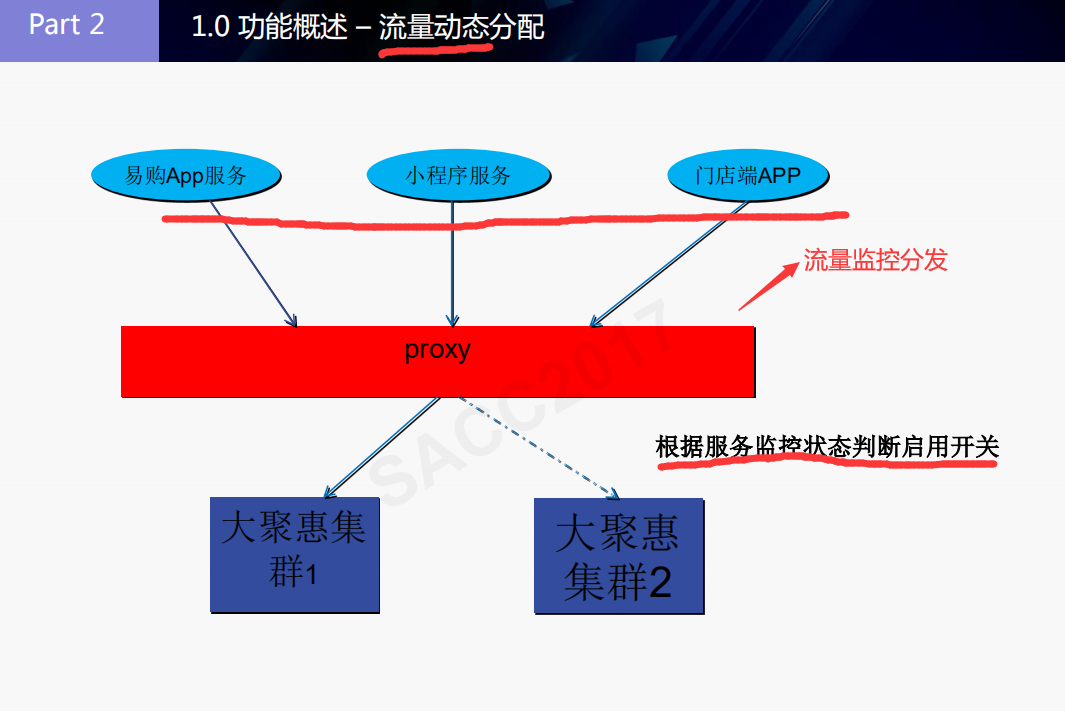 Part 2
1.0 功能概述 – 流量动态分配
易购App服务
小程序服务
门店端APP
流量监控分发
proxy
SACC2017
根据服务监控状态判断启用开关
大聚惠集
群1
大聚惠
集群2